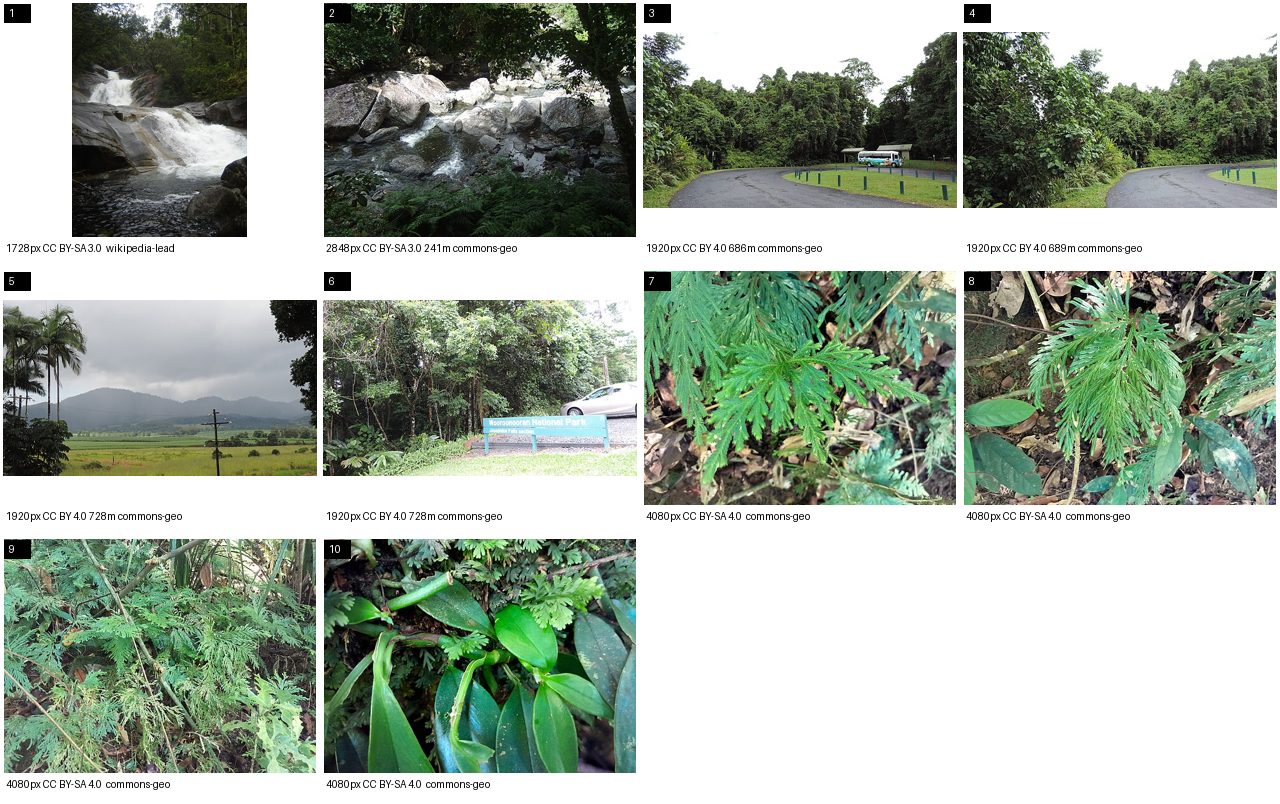 1
2
3
4
1728px CC BY-SA 3.0 wikipedia-lead
2848px CC BY-SA 3.0 241m commons-geo
1920px CC BY 4.0 686m commons-geo
1920px CC BY 4.0 689m commons-geo
5
6
7
8
Wooroonooran National Park
Josephine Falls section
1920px CC BY 4.0 728m commons-geo
1920px CC BY 4.0 728m commons-geo
4080px CC BY-SA 4.0 commons-geo
4080px CC BY-SA 4.0 commons-geo
9
10
4080px CC BY-SA 4.0 commons-geo
4080px CC BY-SA 4.0 commons-geo